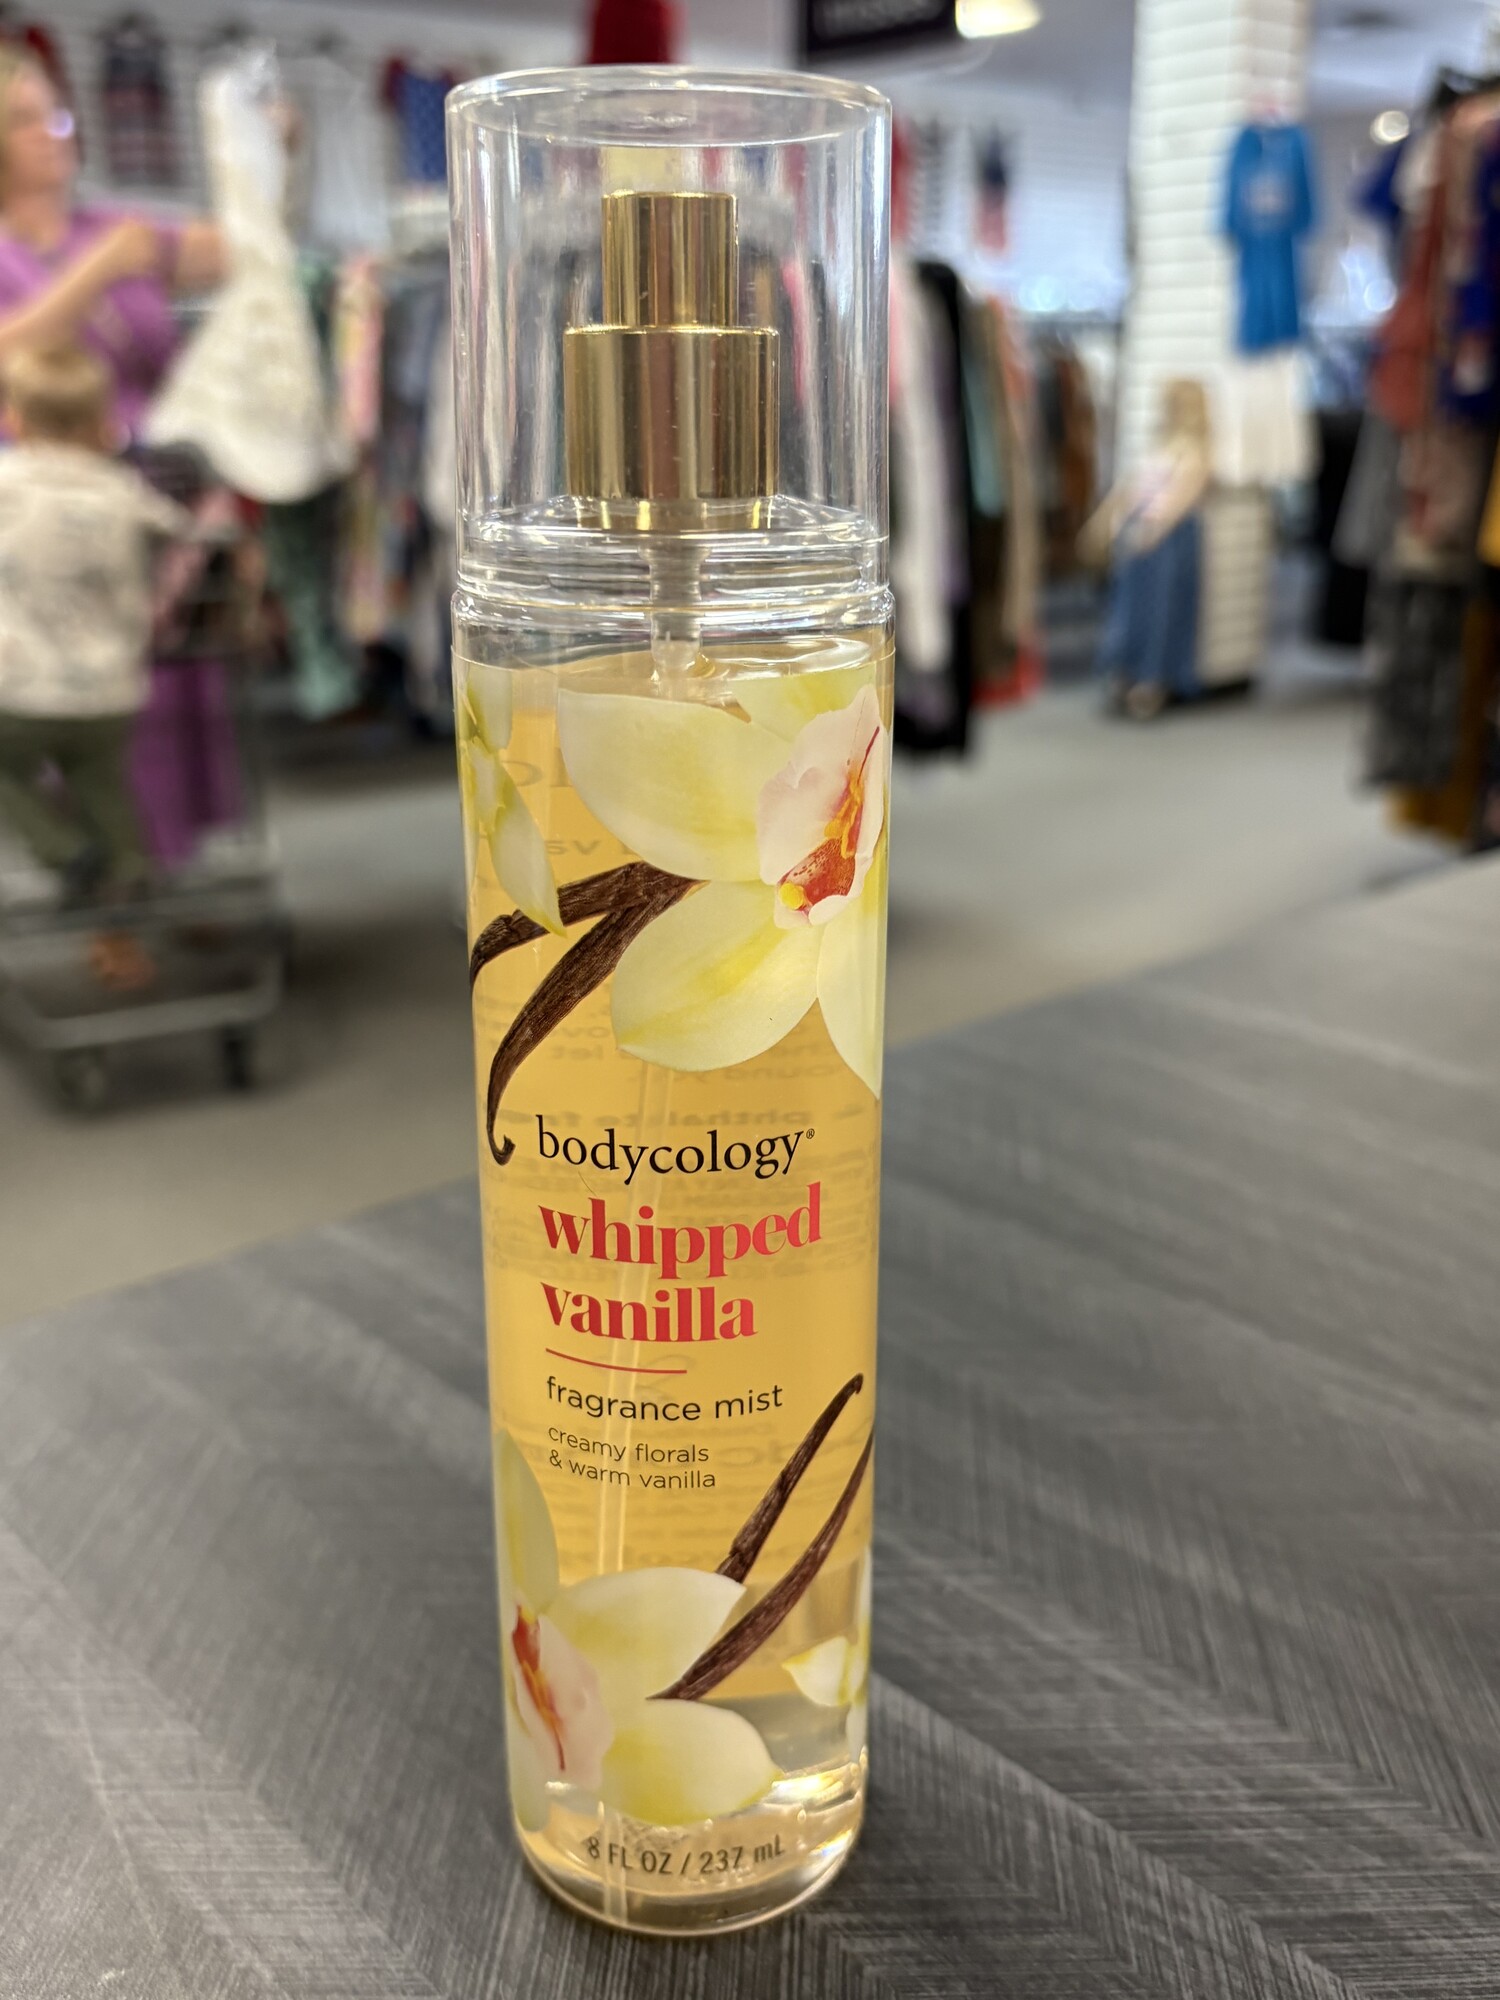 bodycology®
whipped
vanilla
fragrance mist
creamy florals
& warm vanilla
8 FL OZ / 237 mL